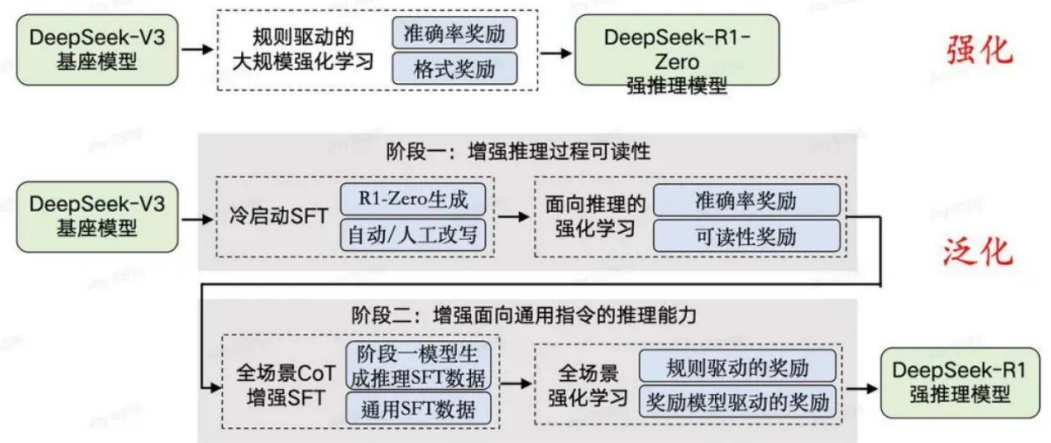 DeepSeek-V3
基座模型
规则驱动的
大规模强化学习
准确率奖励
格式奖励
DeepSeek-R1-
Zero
强推理模型
强化
阶段一：增强推理过程可读性
DeepSeek-V3
基座模型
冷启动SFT
R1-Zero生成
自动/人工改写
面向推理的
强化学习
准确率奖励
可读性奖励
泛化
阶段二：增强面向通用指令的推理能力
全场景CoT
增强SFT
阶段一模型生
成推理SFT数据
通用SFT数据
全场景
强化学习
规则驱动的奖励
奖励模型驱动的奖励
DeepSeek-R1
强推理模型